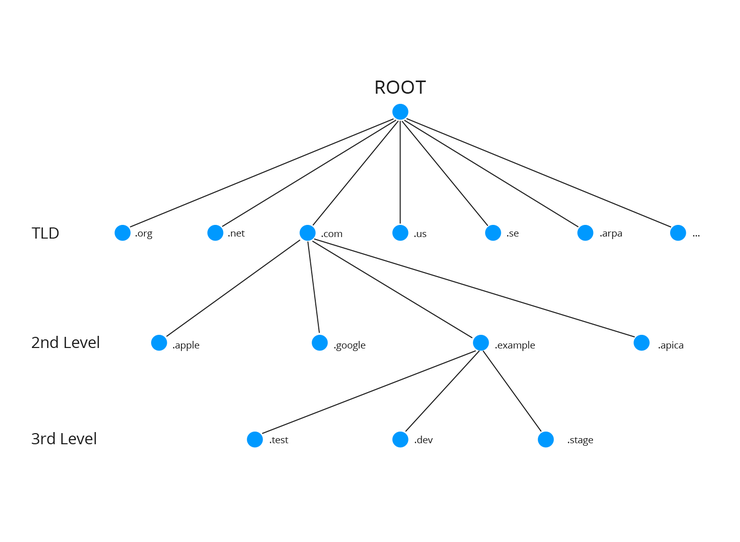 ROOT
TLD
.org
.net
.com
.us
.se
.arpa
...
2nd Level
.apple
.google
.example
.apica
3rd Level
.test
.dev
.stage